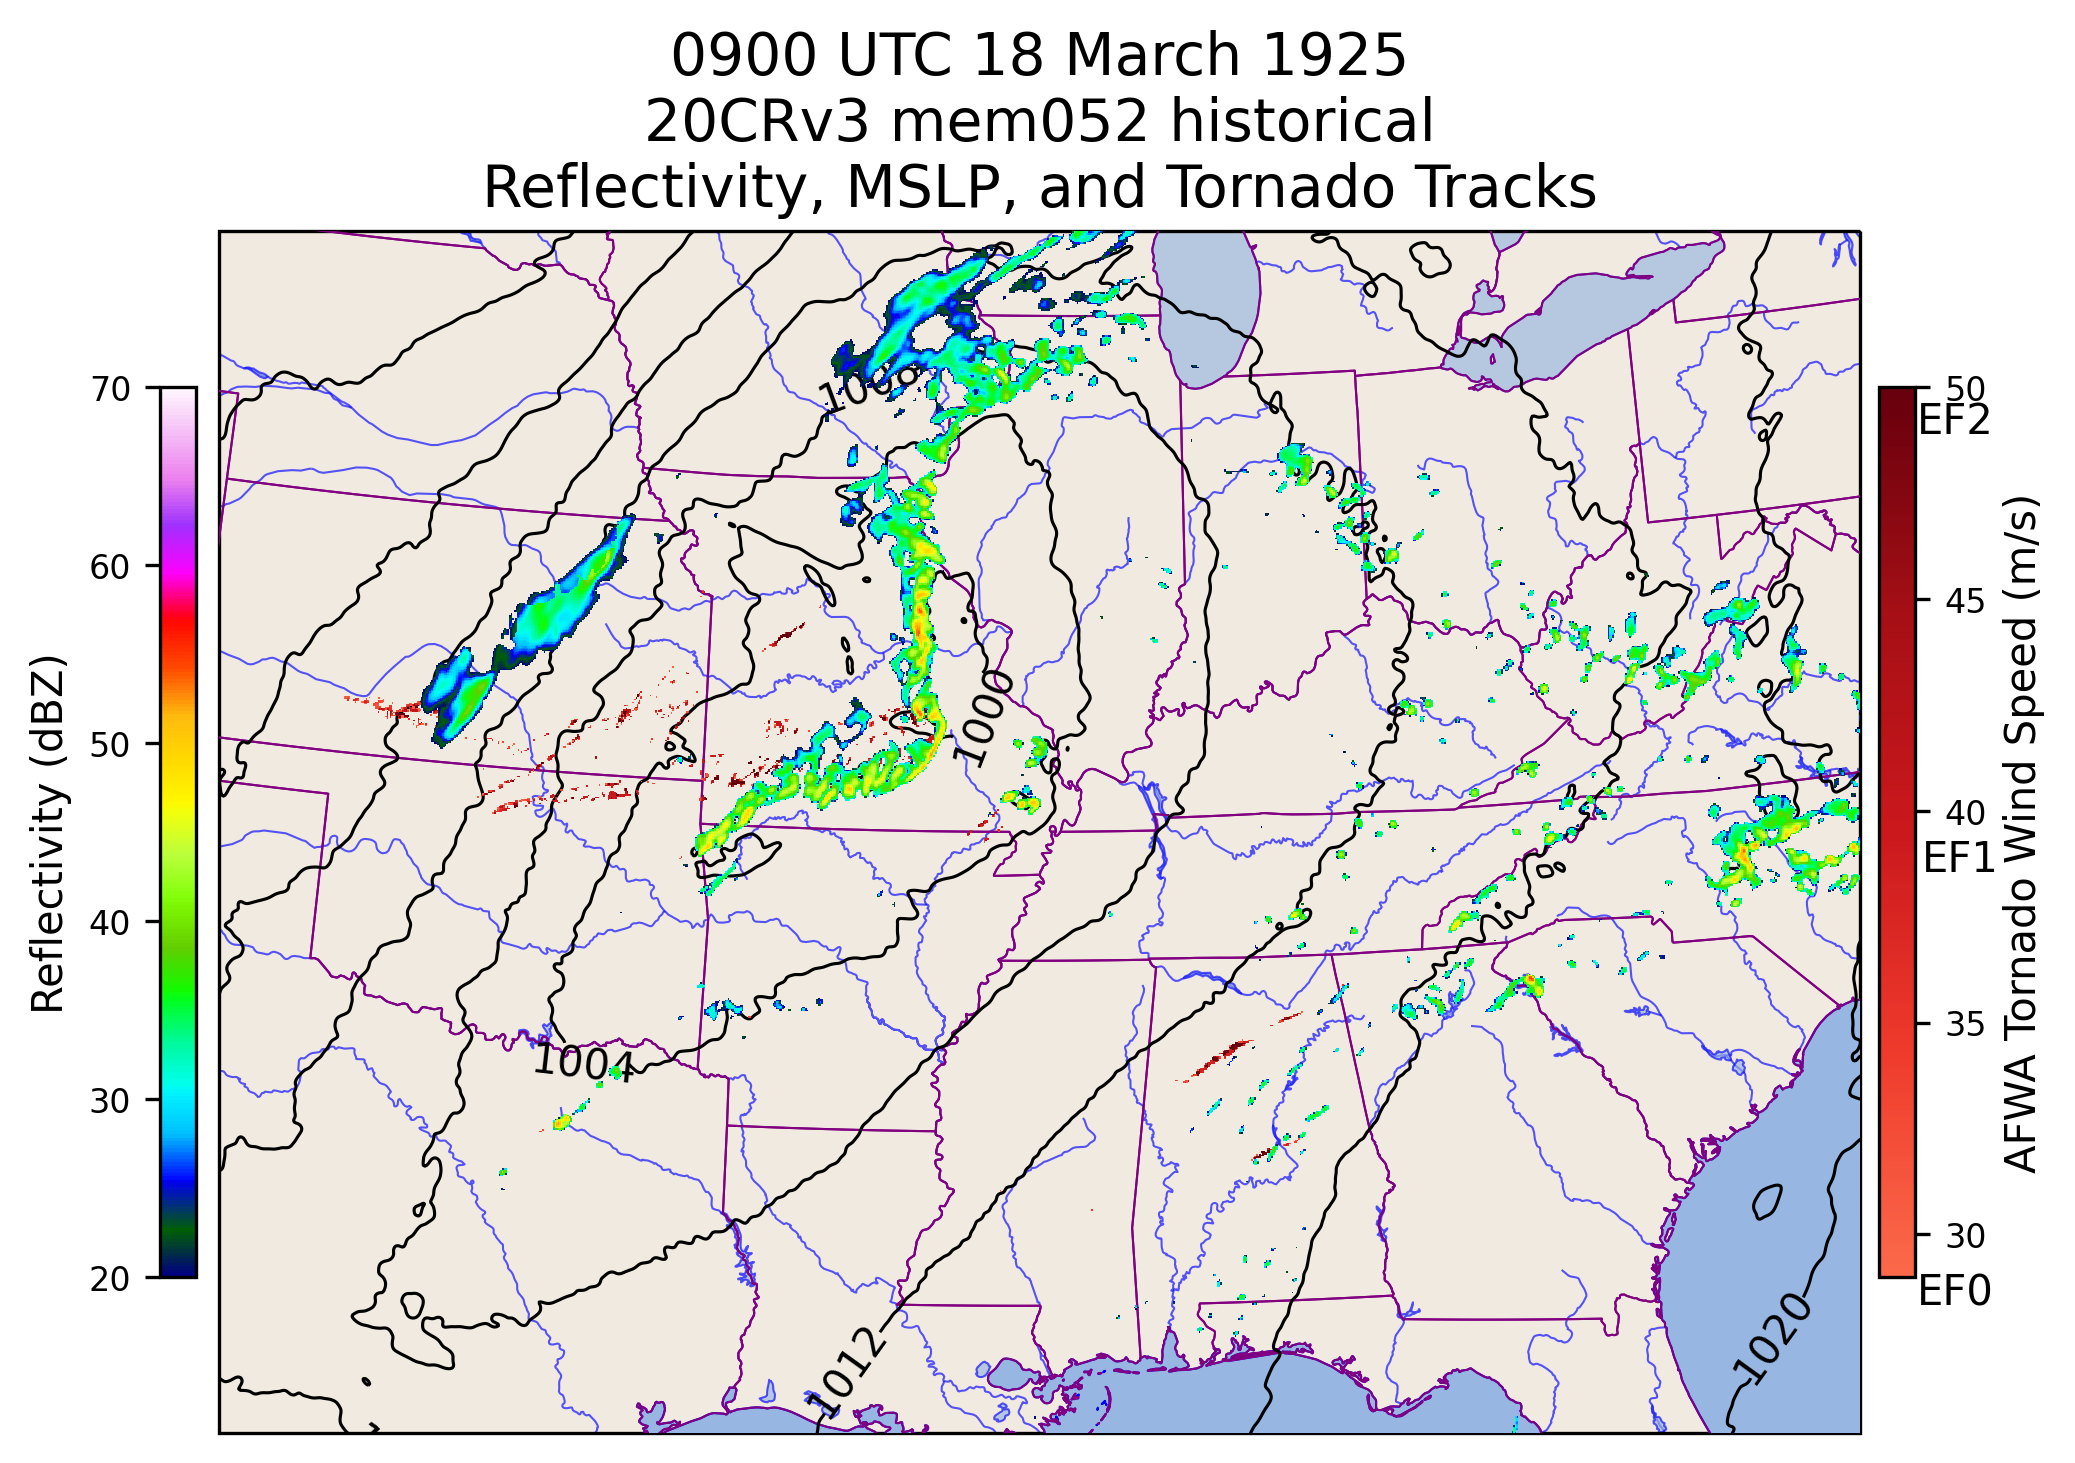 0900 UTC 18 March 1925
20CRv3 mem052 historical
Reflectivity, MSLP, and Tornado Tracks
70
60
50
40
30
20
Reflectivity (dBZ)
1008
1000
1004
1012
1020
50
EF2
45
40
EF1
35
30
EF0
AFWA Tornado Wind Speed (m/s)